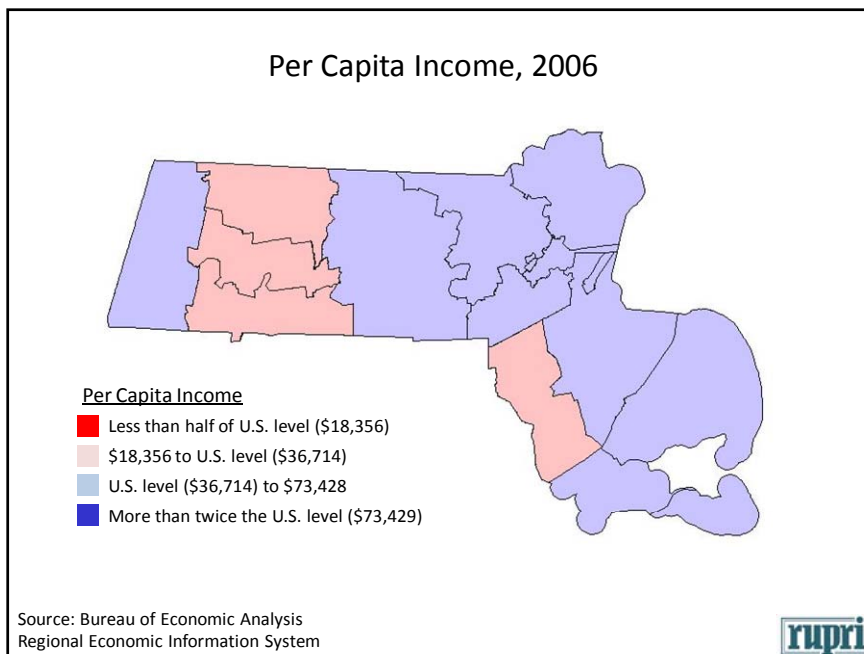 Per Capita Income, 2006
Per Capita Income
Less than half of U.S. level ($18,356)
$18,356 to U.S. level ($36,714)
U.S. level ($36,714) to $73,428
More than twice the U.S. level ($73,429)
Source: Bureau of Economic Analysis
Regional Economic Information System
rupri